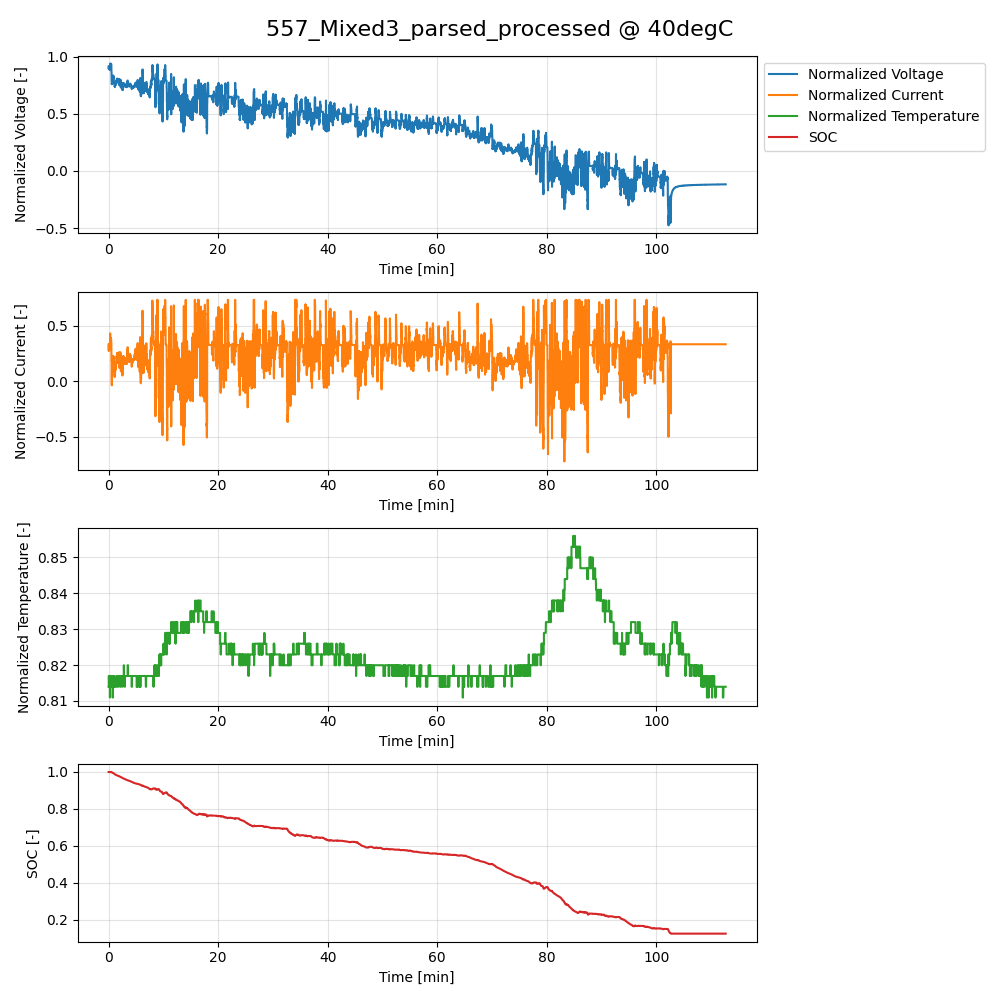 557_Mixed3_parsed_processed @ 40degC
Normalized Voltage [-]
1.0
0.5
0.0
−0.5
0 20 40 60 80 100
Time [min]
Normalized Voltage
Normalized Current
Normalized Temperature
SOC
Normalized Current [-]
0.5
0.0
−0.5
0 20 40 60 80 100
Time [min]
Normalized Temperature [-]
0.85
0.84
0.83
0.82
0.81
0 20 40 60 80 100
Time [min]
SOC [-]
1.0
0.8
0.6
0.4
0.2
0 20 40 60 80 100
Time [min]